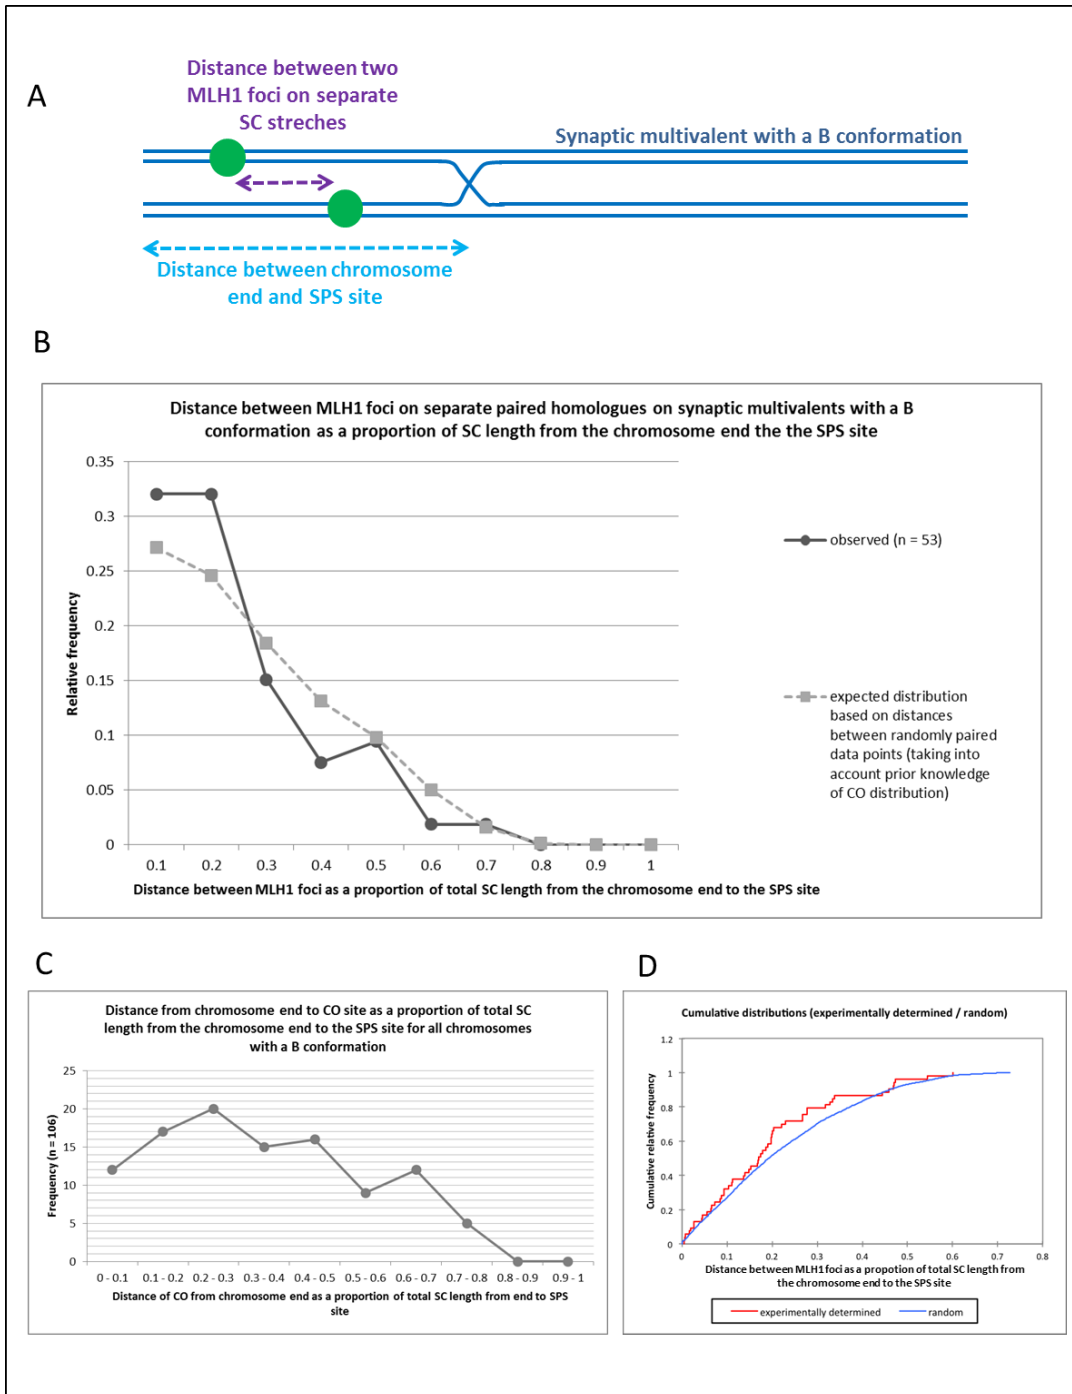 A
Distance between two
MLH1 foci on separate
SC streches
Synaptic multivalent with a B conformation
Distance between chromosome
end and SPS site
B
Distance between MLH1 foci on separate paired homologues on synaptic multivalents with a B
conformation as a proportion of SC length from the chromosome end the the SPS site
Relative frequency
0.35
0.3
0.25
0.2
0.15
0.1
0.05
0
0.1 0.2 0.3 0.4 0.5 0.6 0.7 0.8 0.9 1
Distance between MLH1 foci as a proportion of total SC length from the chromosome end to the SPS site
observed (n = 53)
expected distribution
based on distances
between randomly paired
data points (taking into
account prior knowledge
of CO distribution)
C
Distance from chromosome end to CO site as a proportion of total SC
length from the chromosome end to the SPS site for all chromosomes
with a B conformation
Frequency (n = 106)
25
20
15
10
5
0
0 - 0.1 0.1 - 0.2 0.2 - 0.3 0.3 - 0.4 0.4 - 0.5 0.5 - 0.6 0.6 - 0.7 0.7 - 0.8 0.8 - 0.9 0.9 - 1
Distance of CO from chromosome end as a proportion of total SC length from end to SPS
site
D
Cumulative distributions (experimentally determined / random)
Cumulative relative frequency
1.2
1
0.8
0.6
0.4
0.2
0
0 0.1 0.2 0.3 0.4 0.5 0.6 0.7 0.8
Distance between MLH1 foci as a proportion of total SC length from
the chromosome end to the SPS site
experimentally determined random